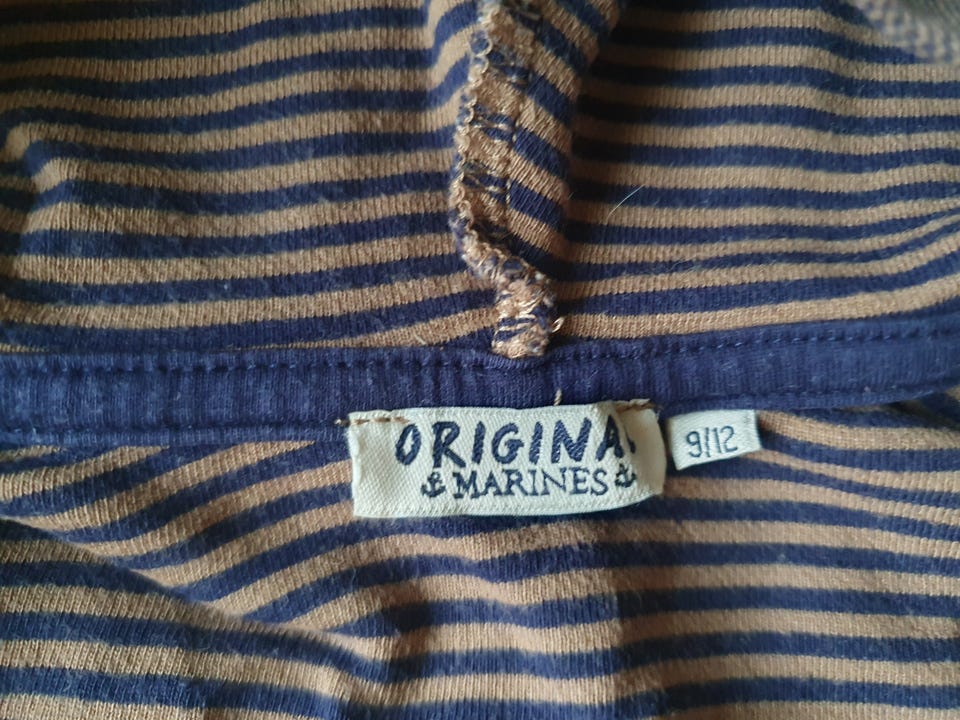 ORIGINAL
MARINES
9/12